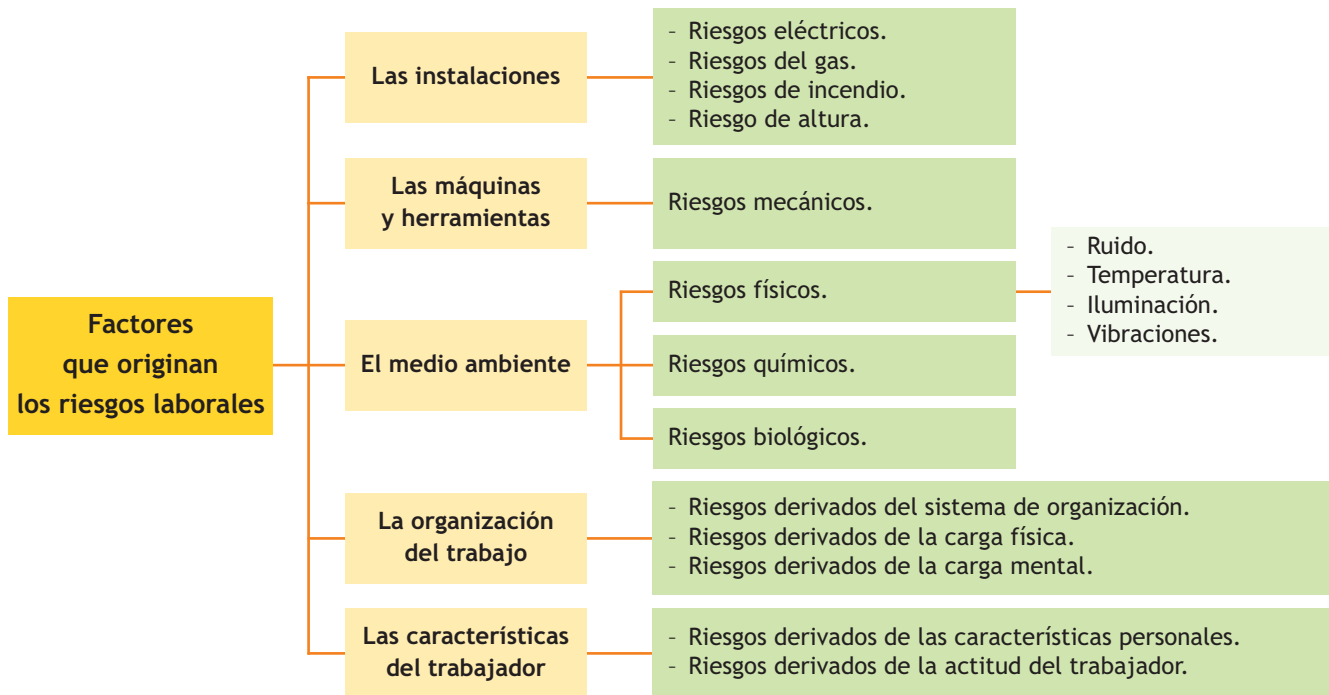 Factores
que originan
los riesgos laborales
Las instalaciones
- Riesgos eléctricos.
- Riesgos del gas.
- Riesgos de incendio.
- Riesgo de altura.
Las máquinas
y herramientas
Riesgos mecánicos.
El medio ambiente
Riesgos físicos.
- Ruido.
- Temperatura.
- Iluminación.
- Vibraciones.
Riesgos químicos.
Riesgos biológicos.
La organización
del trabajo
- Riesgos derivados del sistema de organización.
- Riesgos derivados de la carga física.
- Riesgos derivados de la carga mental.
Las características
del trabajador
- Riesgos derivados de las características personales.
- Riesgos derivados de la actitud del trabajador.